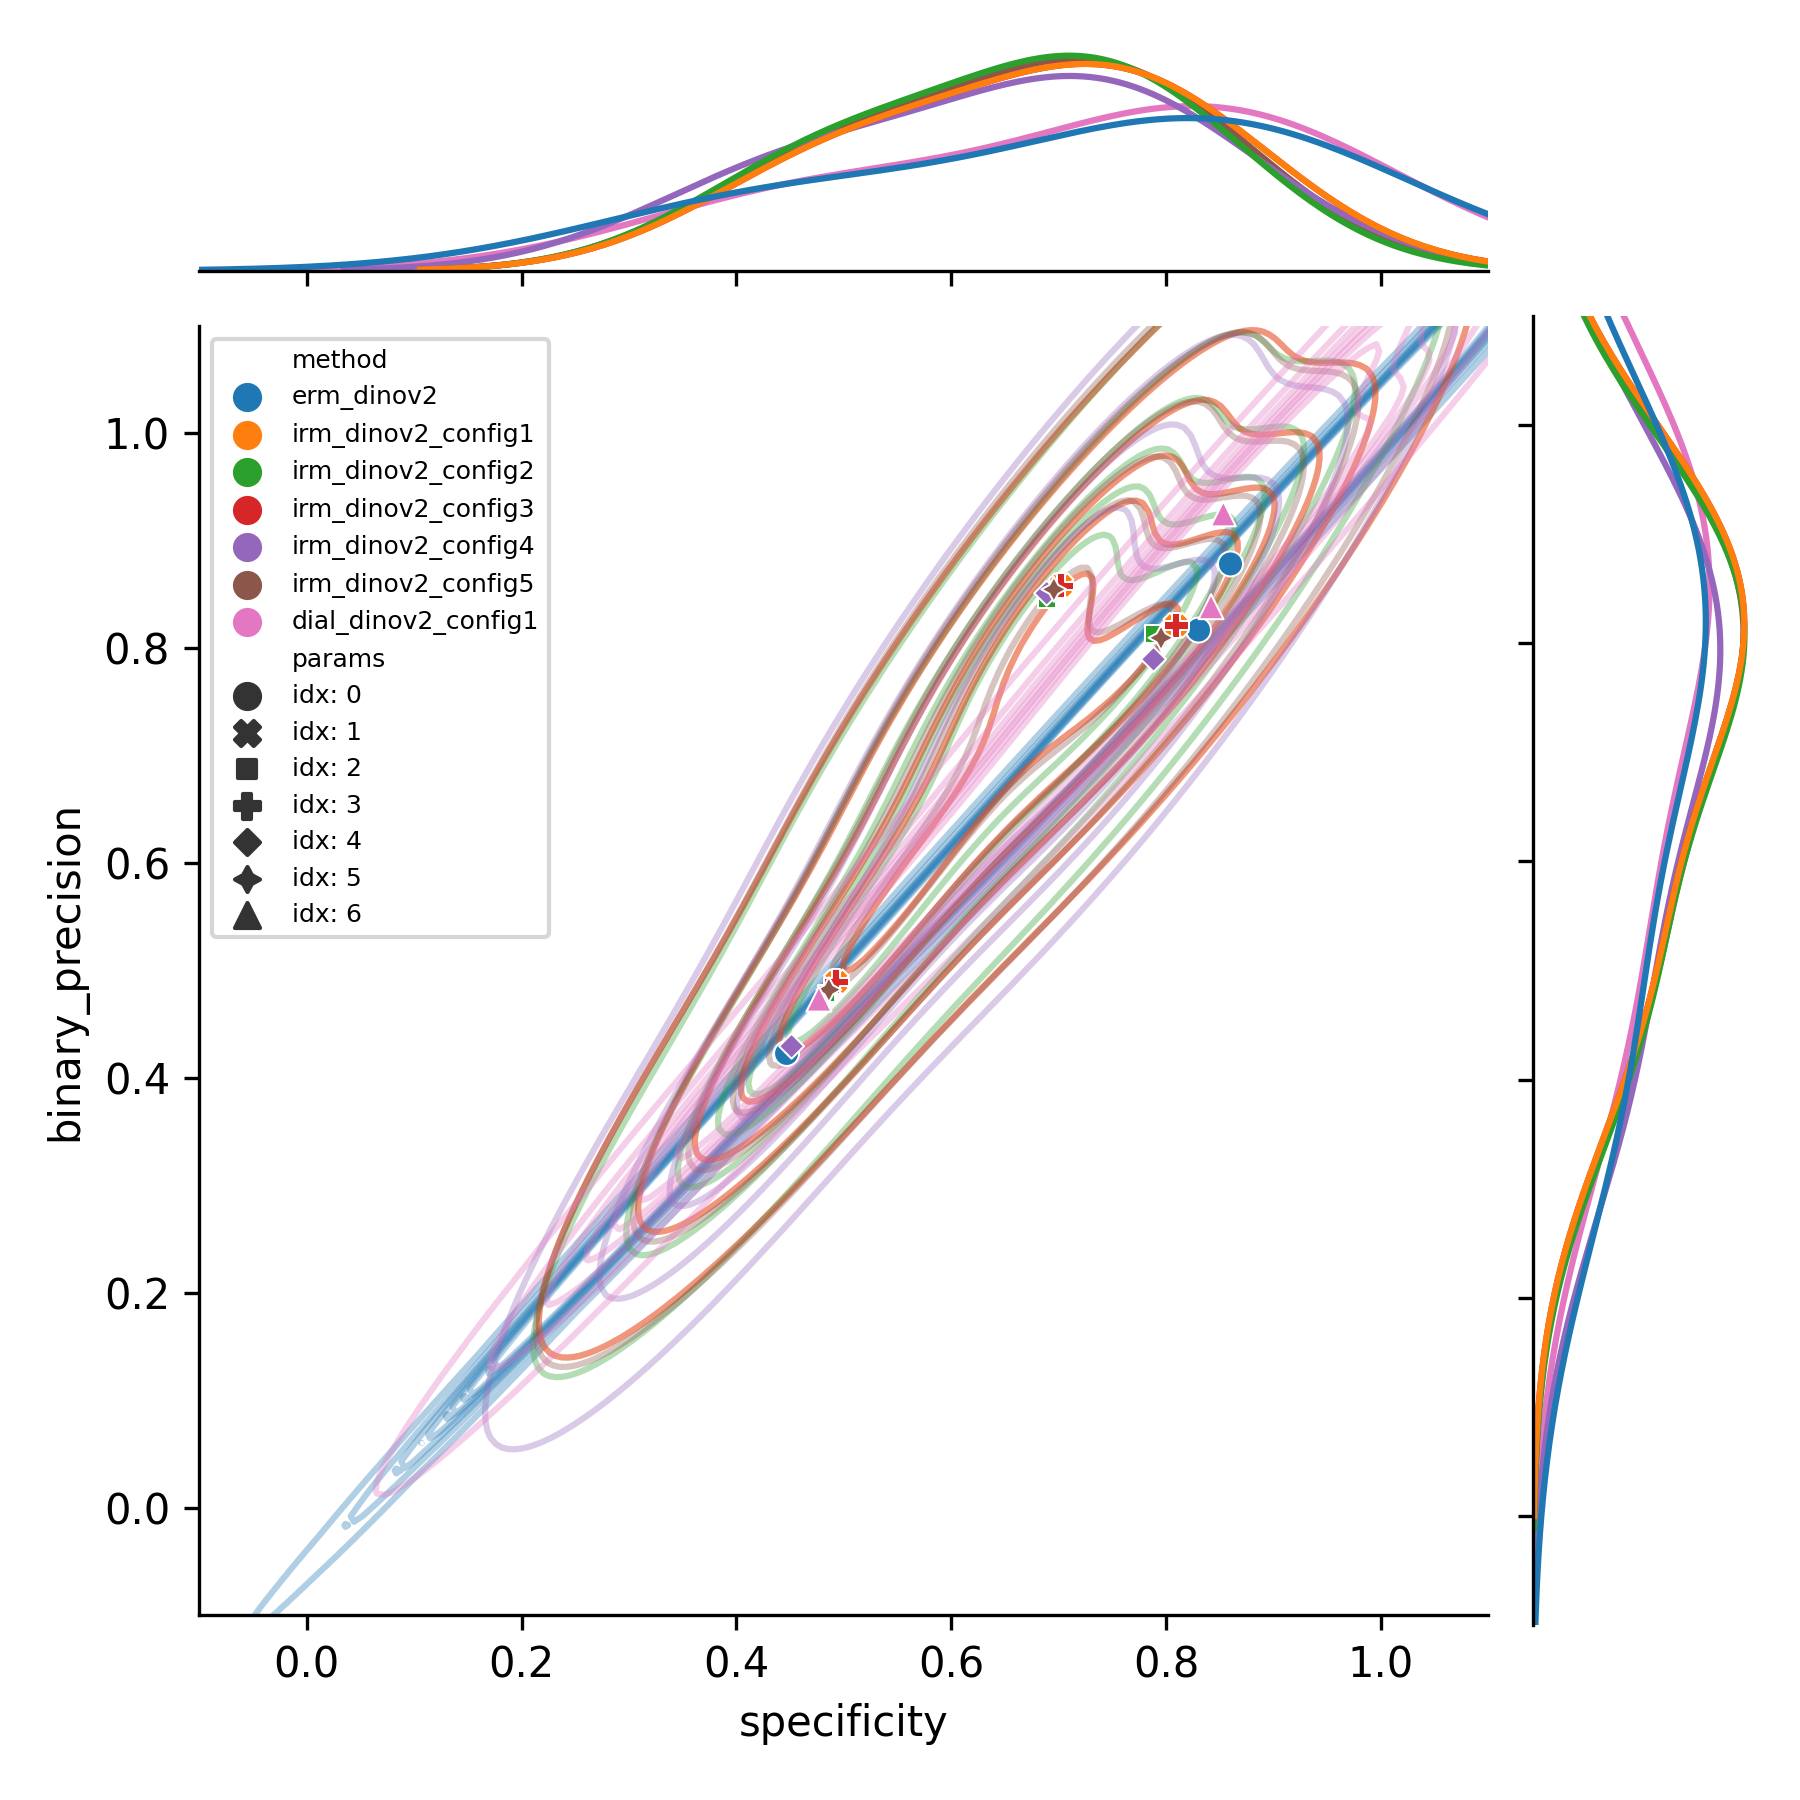 method
erm_dinov2
irm_dinov2_config1
irm_dinov2_config2
irm_dinov2_config3
irm_dinov2_config4
irm_dinov2_config5
dial_dinov2_config1
params
idx: 0
idx: 1
idx: 2
idx: 3
idx: 4
idx: 5
idx: 6
binary_precision
1.0
0.8
0.6
0.4
0.2
0.0
0.0 0.2 0.4 0.6 0.8 1.0
specificity